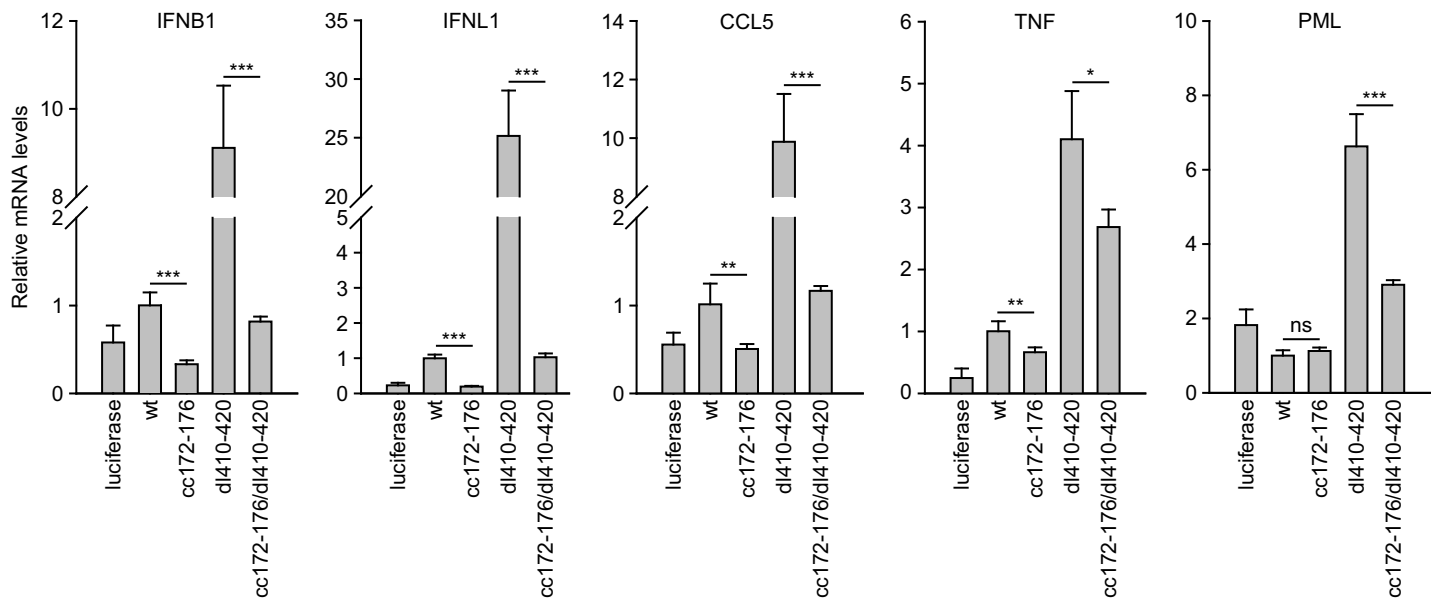 Relative mRNA levels
IFNB1
12
10
8
2
1
0
***
***
luciferase
wt
cc172-176
dl410-420
cc172-176/dl410-420
IFNL1
35
30
25
20
5
4
3
2
1
0
***
***
luciferase
wt
cc172-176
dl410-420
cc172-176/dl410-420
CCL5
14
12
10
8
2
1
0
**
***
luciferase
wt
cc172-176
dl410-420
cc172-176/dl410-420
TNF
6
5
4
3
2
1
0
**
*
luciferase
wt
cc172-176
dl410-420
cc172-176/dl410-420
PML
10
8
6
4
2
0
ns
***
luciferase
wt
cc172-176
dl410-420
cc172-176/dl410-420